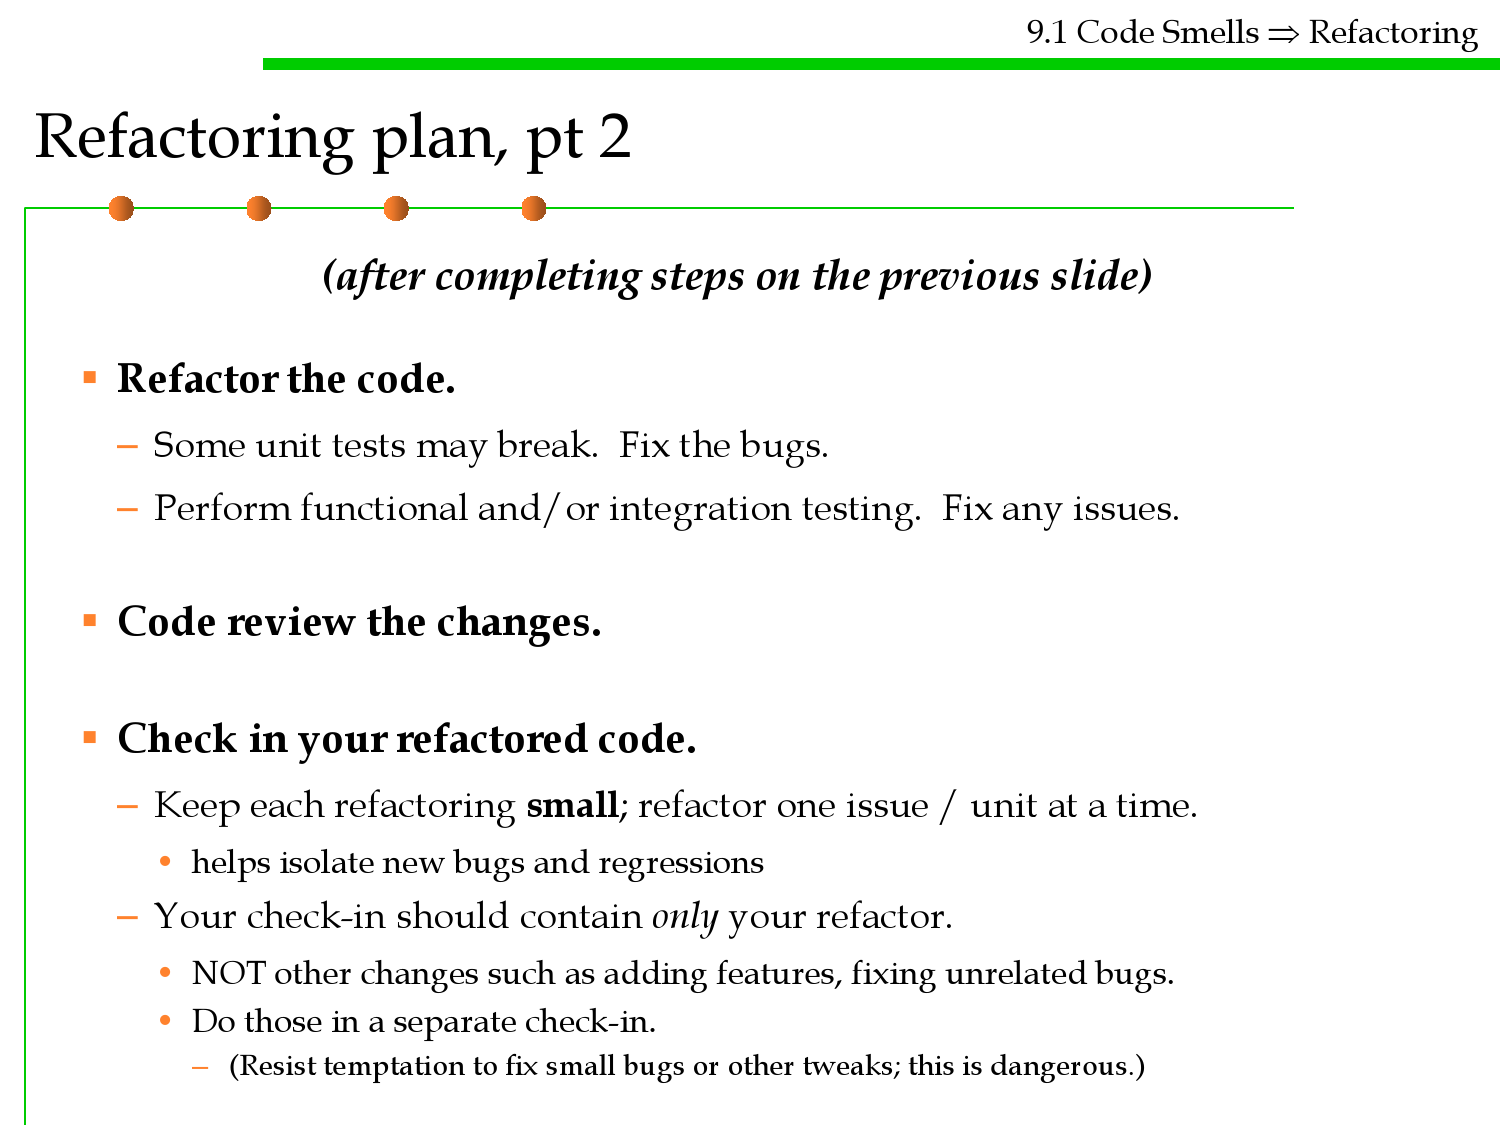 9.1 Code Smells ⇒ Refactoring
Refactoring plan, pt 2
(after completing steps on the previous slide)
▪ Refactor the code.
– Some unit tests may break.  Fix the bugs.
– Perform functional and/or integration testing.  Fix any issues.
▪ Code review the changes.
▪ Check in your refactored code.
– Keep each refactoring small; refactor one issue / unit at a time.
• helps isolate new bugs and regressions
– Your check-in should contain only your refactor.
• NOT other changes such as adding features, fixing unrelated bugs.
• Do those in a separate check-in.
– (Resist temptation to fix small bugs or other tweaks; this is dangerous.)